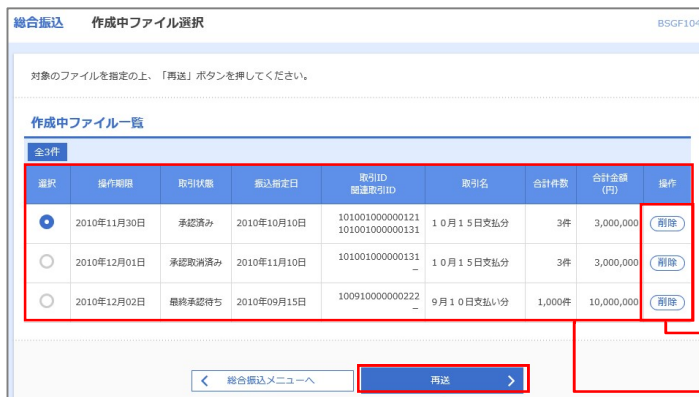 総合振込 作成中ファイル選択 BSGF104
対象のファイルを指定の上、「再送」ボタンを押してください。
作成中ファイル一覧
全3件
選択 操作期限 取引状態 振込指定日 取引ID 関連取引ID 取引名 合計件数 合計金額(円) 操作
2010年11月30日 承認済み 2010年10月10日 101001000000121 101001000000131 10月15日支払分 3件 3,000,000 削除
2010年12月01日 承認取消済み 2010年11月10日 101001000000131 − 10月15日支払分 3件 3,000,000 削除
2010年12月02日 最終承認待ち 2010年09月15日 100910000000222 − 9月10日支払い分 1,000件 10,000,000 削除
総合振込メニューへ 再送